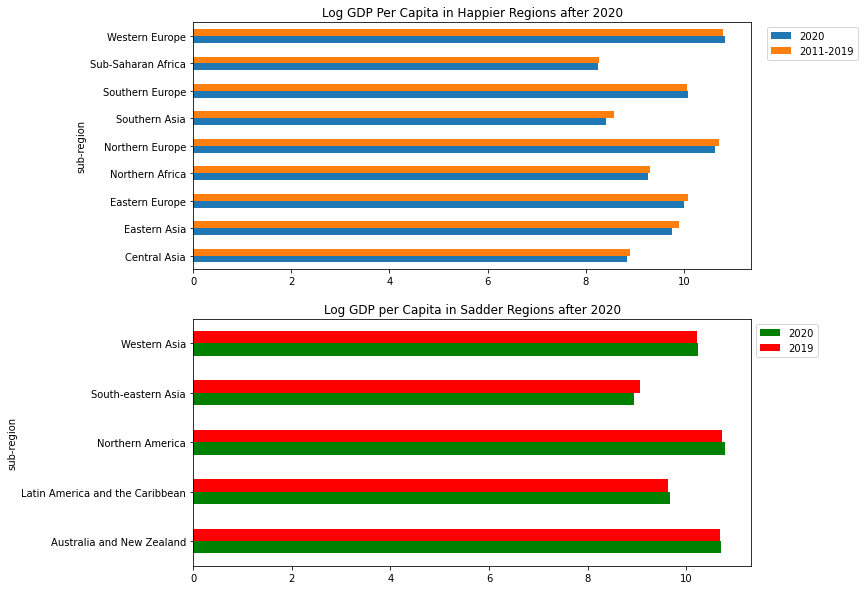 Log GDP Per Capita in Happier Regions after 2020
2020
2011-2019
sub-region
Western Europe
Sub-Saharan Africa
Southern Europe
Southern Asia
Northern Europe
Northern Africa
Eastern Europe
Eastern Asia
Central Asia
0 2 4 6 8 10
Log GDP per Capita in Sadder Regions after 2020
2020
2019
sub-region
Western Asia
South-eastern Asia
Northern America
Latin America and the Caribbean
Australia and New Zealand
0 2 4 6 8 10